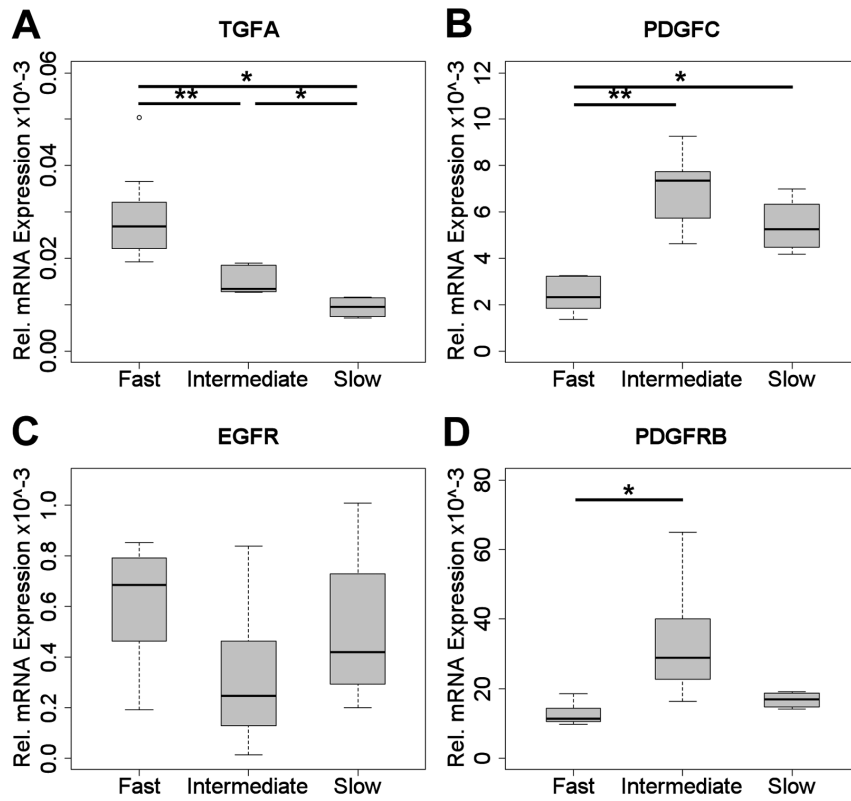 A
TGFA
Rel. mRNA Expression x10^-3
0.00
0.02
0.04
0.06
*
**
*
Fast
Intermediate
Slow
B
PDGFC
Rel. mRNA Expression x10^-3
0
2
4
6
8
10
12
*
**
Fast
Intermediate
Slow
C
EGFR
Rel. mRNA Expression x10^-3
0.0
0.2
0.4
0.6
0.8
1.0
Fast
Intermediate
Slow
D
PDGFRB
Rel. mRNA Expression x10^-3
0
20
40
60
80
*
Fast
Intermediate
Slow